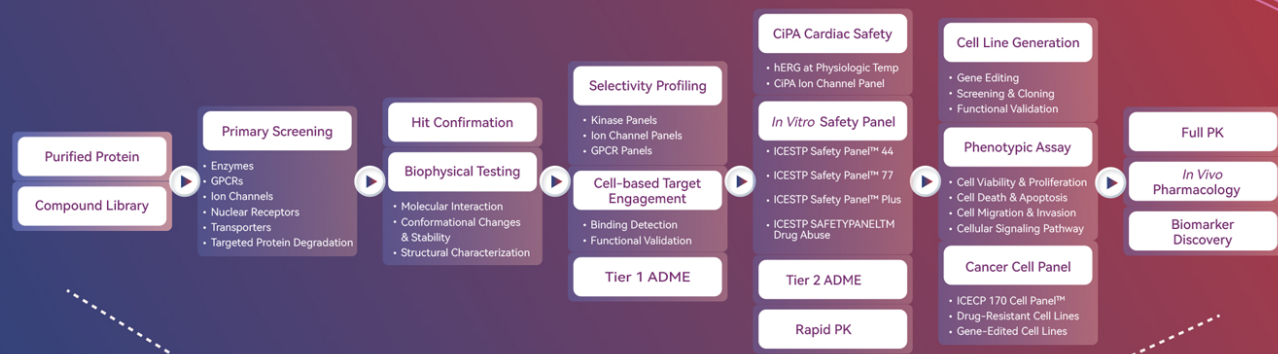 Purified Protein
Compound Library
Primary Screening
• Enzymes
• GPCRs
• Ion Channels
• Nuclear Receptors
• Transporters
• Targeted Protein Degradation
Hit Confirmation
Biophysical Testing
• Molecular Interaction
• Conformational Changes
& Stability
• Structural Characterization
Selectivity Profiling
• Kinase Panels
• Ion Channel Panels
• GPCR Panels
Cell-based Target
Engagement
• Binding Detection
• Functional Validation
Tier 1 ADME
CiPA Cardiac Safety
• hERG at Physiologic Temp
• CiPA Ion Channel Panel
In Vitro Safety Panel
• ICESTP Safety Panel™ 44
• ICESTP Safety Panel™ 77
• ICESTP Safety Panel™ Plus
• ICESTP SAFETYPANELTM
Drug Abuse
Tier 2 ADME
Rapid PK
Cell Line Generation
• Gene Editing
• Screening & Cloning
• Functional Validation
Phenotypic Assay
• Cell Viability & Proliferation
• Cell Death & Apoptosis
• Cell Migration & Invasion
• Cellular Signaling Pathway
Cancer Cell Panel
• ICECP 170 Cell Panel™
• Drug-Resistant Cell Lines
• Gene-Edited Cell Lines
Full PK
In Vivo
Pharmacology
Biomarker
Discovery